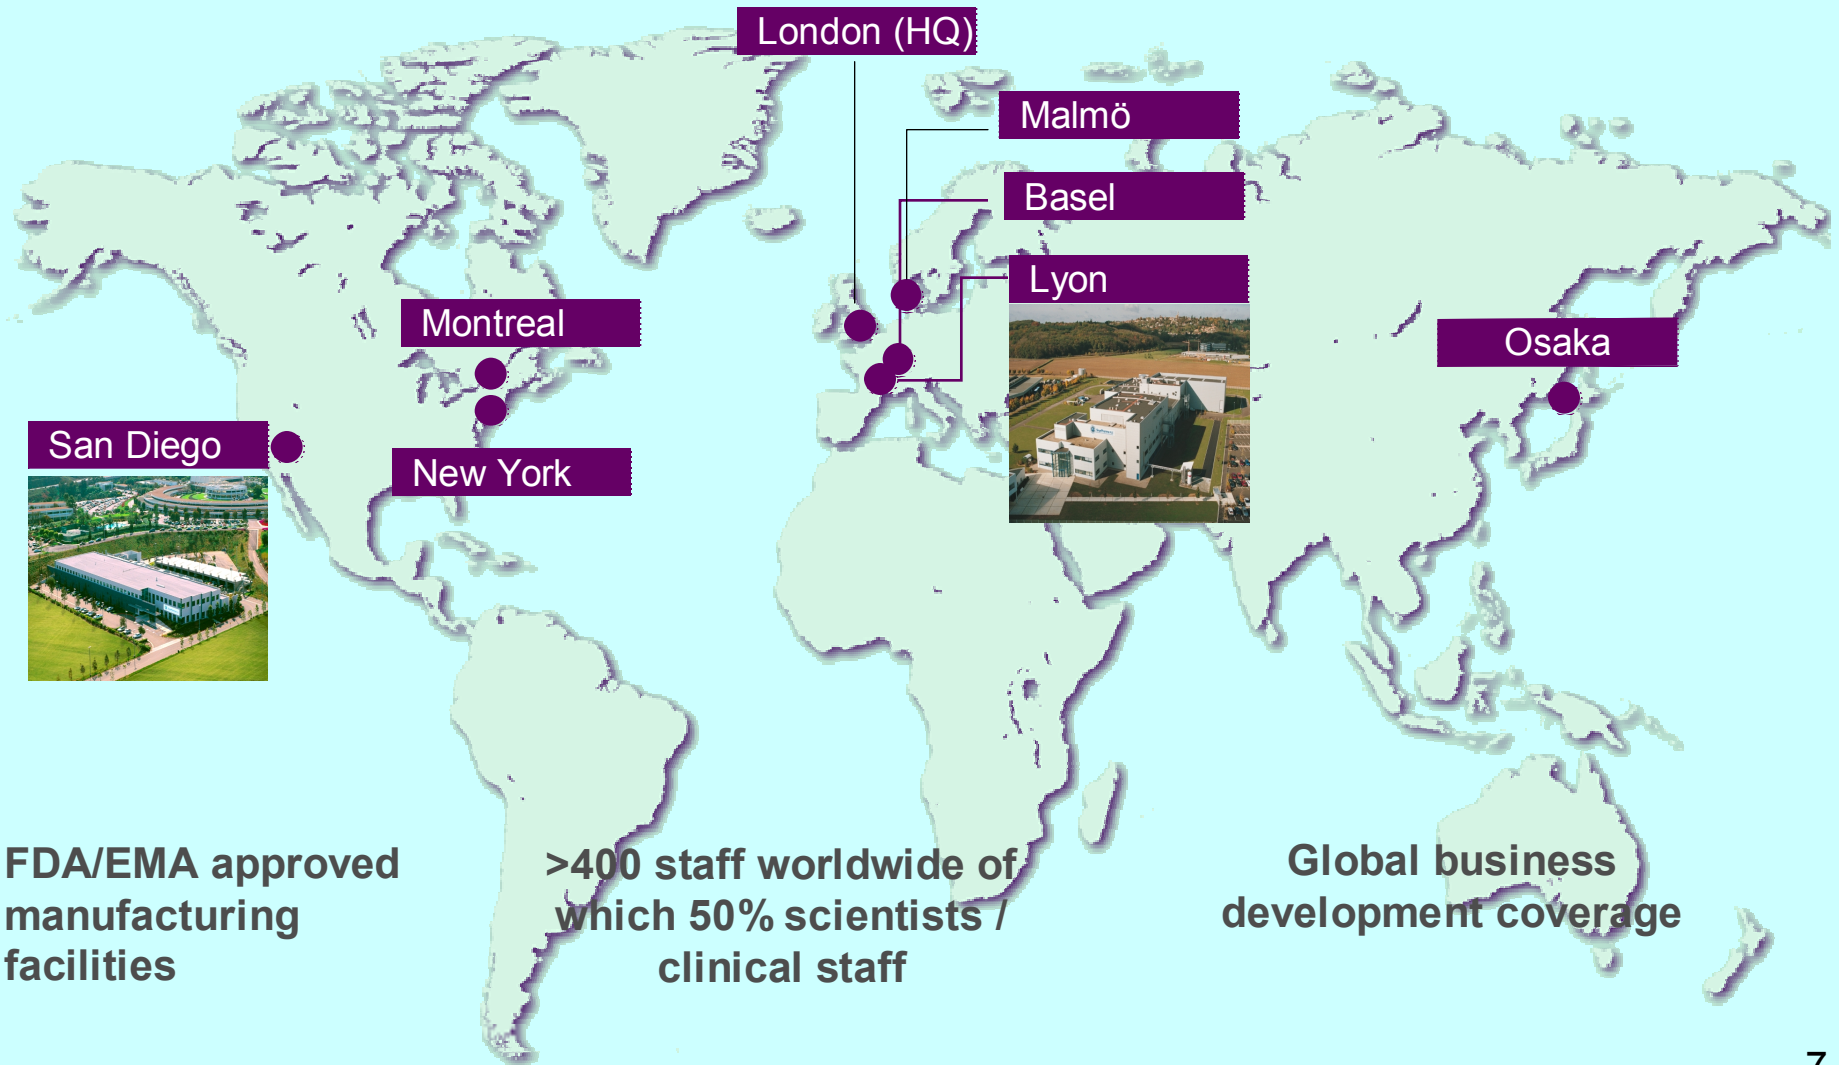 London (HQ)
Malmö
Basel
Lyon
Montreal
Osaka
San Diego
New York
FDA/EMA approved
manufacturing
facilities
>400 staff worldwide of
which 50% scientists /
clinical staff
Global business
development coverage
7